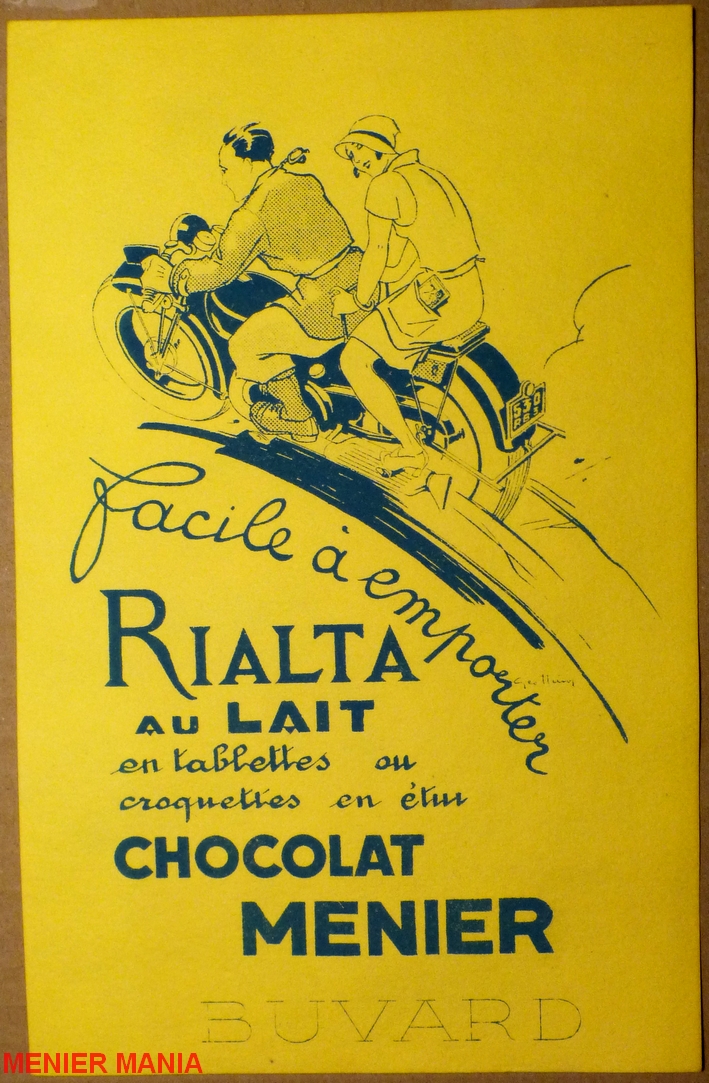 facile à emporter
RIALTA
AU LAIT
en tablettes ou
croquettes en étui
CHOCOLAT
MENIER
BUVARD
MENIER MANIA